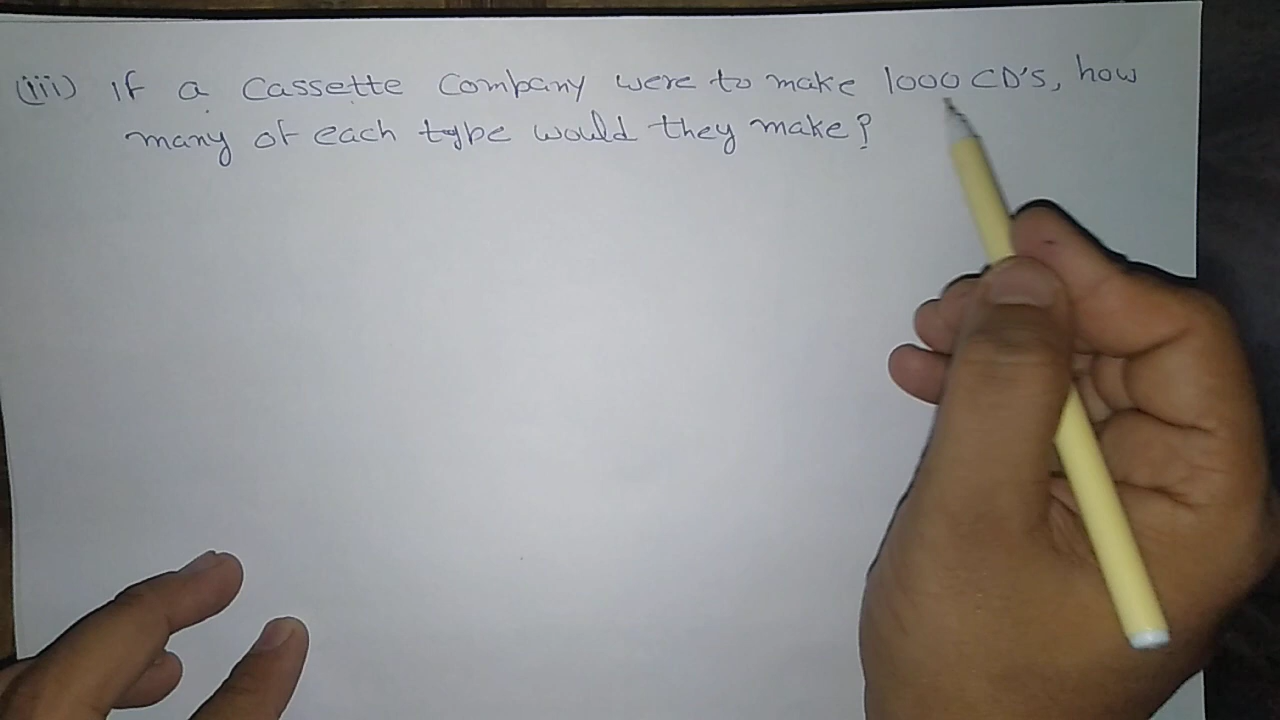 (iii) If a Cassette Company were to make 1000 CD's, how
many of each type would they make?